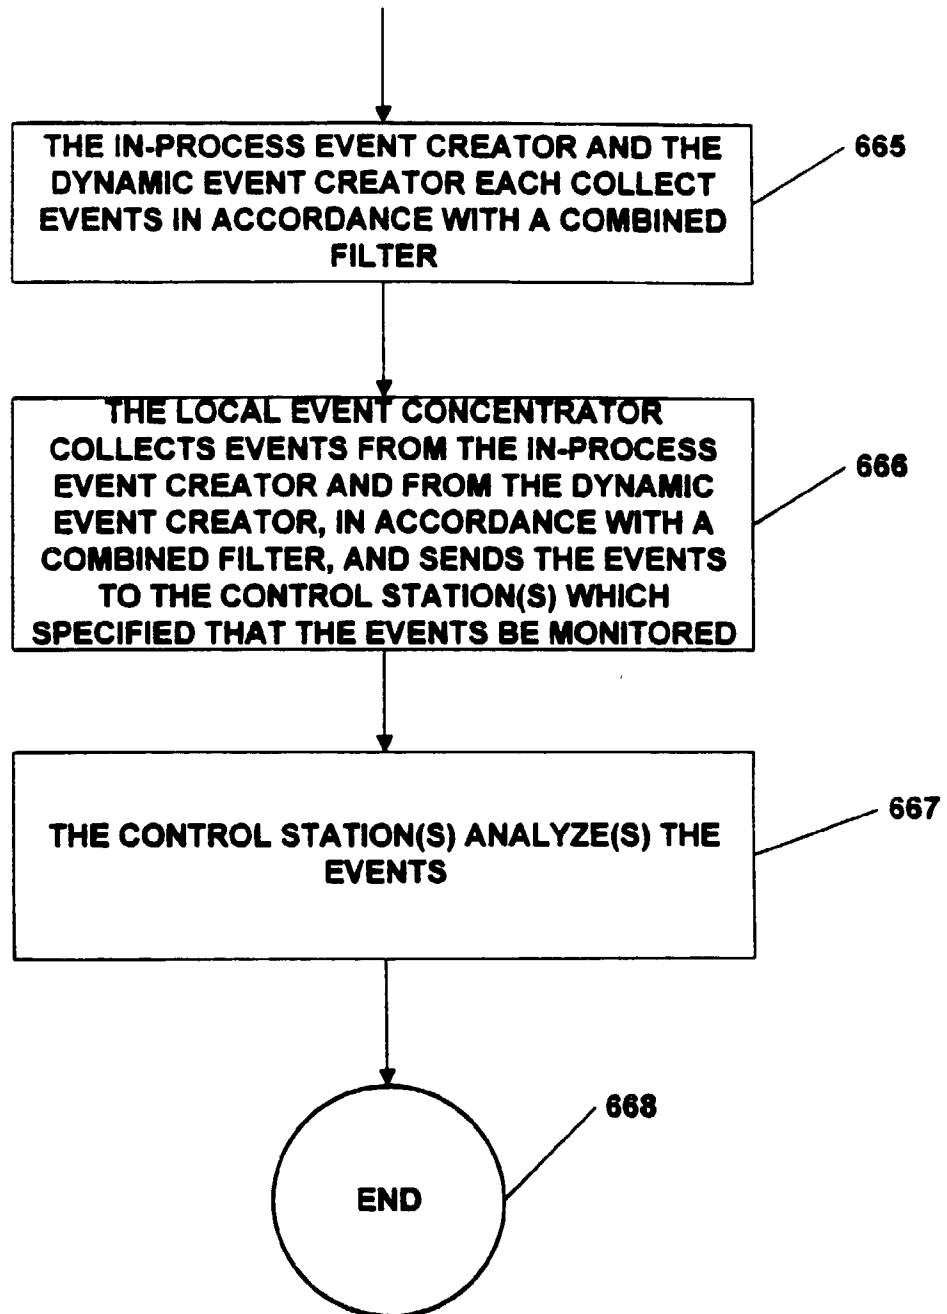 THE IN-PROCESS EVENT CREATOR AND THE
DYNAMIC EVENT CREATOR EACH COLLECT
EVENTS IN ACCORDANCE WITH A COMBINED
FILTER
665
THE LOCAL EVENT CONCENTRATOR
COLLECTS EVENTS FROM THE IN-PROCESS
EVENT CREATOR AND FROM THE DYNAMIC
EVENT CREATOR, IN ACCORDANCE WITH A
COMBINED FILTER, AND SENDS THE EVENTS
TO THE CONTROL STATION(S) WHICH
SPECIFIED THAT THE EVENTS BE MONITORED
666
THE CONTROL STATION(S) ANALYZE(S) THE
EVENTS
667
END
668